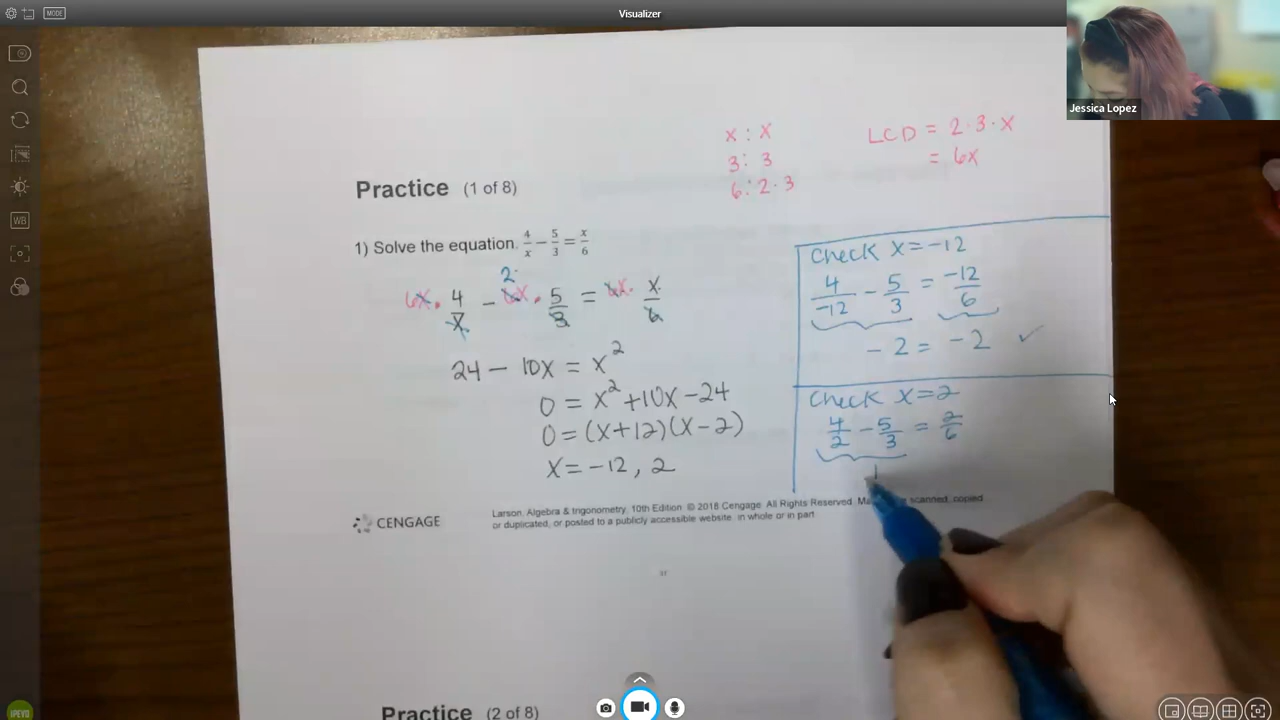 MODE
Visualizer
Jessica Lopez
x : x
3 : 3
6 : 2 · 3
LCD = 2 · 3 · x
= 6x
Practice (1 of 8)
1) Solve the equation. 4/x − 5/3 = x/6
2
6x · 4/x − 6x · 5/3 = 6x · x/6
24 − 10x = x²
0 = x² + 10x − 24
0 = (x + 12)(x − 2)
x = −12, 2
Check x = −12
4/−12 − 5/3 = −12/6
−2 = −2 ✓
Check x = 2
4/2 − 5/3 = 2/6
1
CENGAGE
Larson, Algebra & trigonometry, 10th Edition. © 2018 Cengage. All Rights Reserved. scanned, copied
or duplicated, or posted to a publicly accessible website, in whole or in part.
WB
Practice (2 of 8)
IPEVO